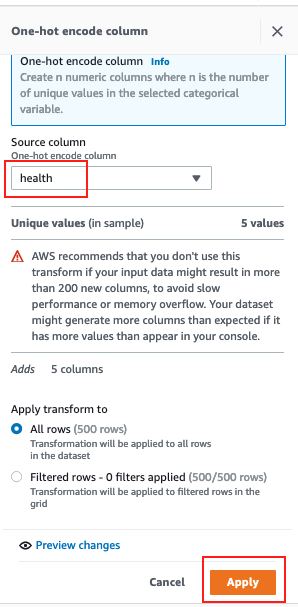 One-hot encode column
One-hot encode column Info
Create n numeric columns where n is the number
of unique values in the selected categorical
variable.
Source column
One-hot encode column
health
Unique values (in sample) 5 values
AWS recommends that you don't use this
transform if your input data might result in more
than 200 new columns, to avoid slow
performance or memory overflow. Your dataset
might generate more columns than expected if it
has more values than appear in your console.
Adds 5 columns
Apply transform to
All rows (500 rows)
Transformation will be applied to all rows
in the dataset
Filtered rows - 0 filters applied (500/500 rows)
Transformation will be applied to filtered rows in the
grid
Preview changes
Cancel Apply